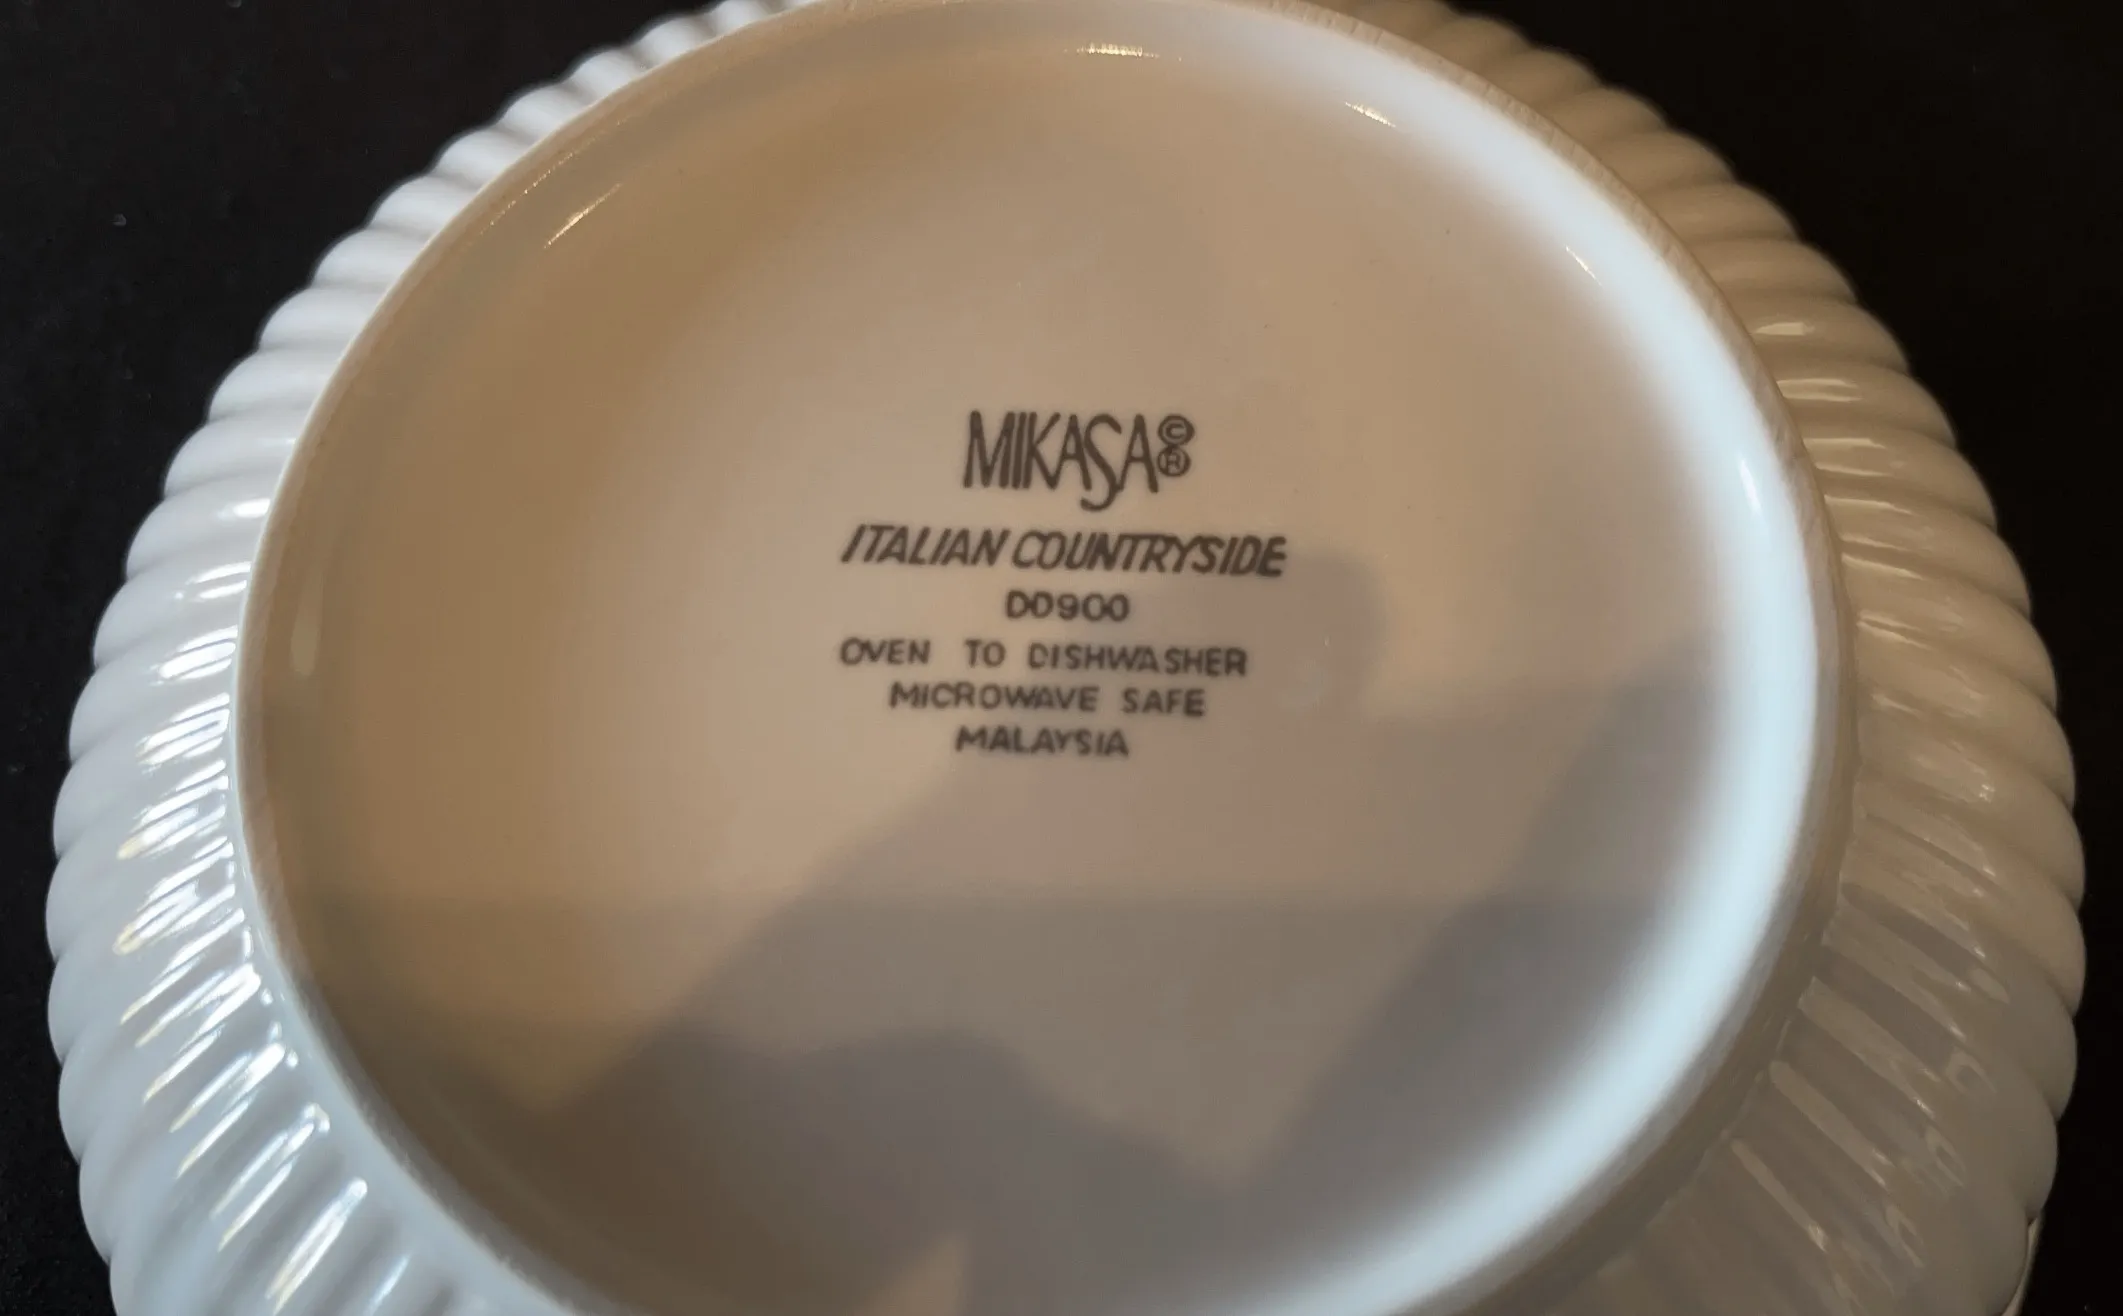 MIKASA©®
ITALIAN COUNTRYSIDE
DD900
OVEN TO DISHWASHER
MICROWAVE SAFE
MALAYSIA